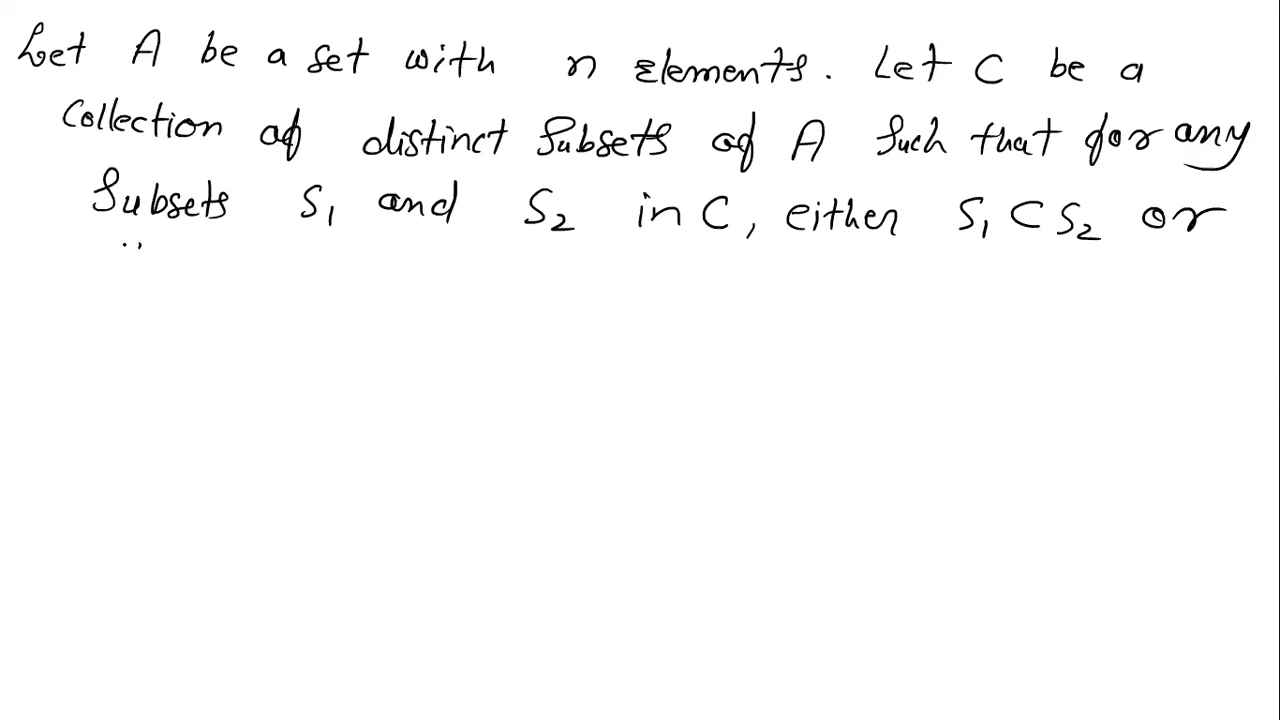 Let A be a set with n elements. Let C be a
Collection of distinct Subsets of A Such that for any
Subsets S₁ and S₂ in C, either S₁ ⊂ S₂ or